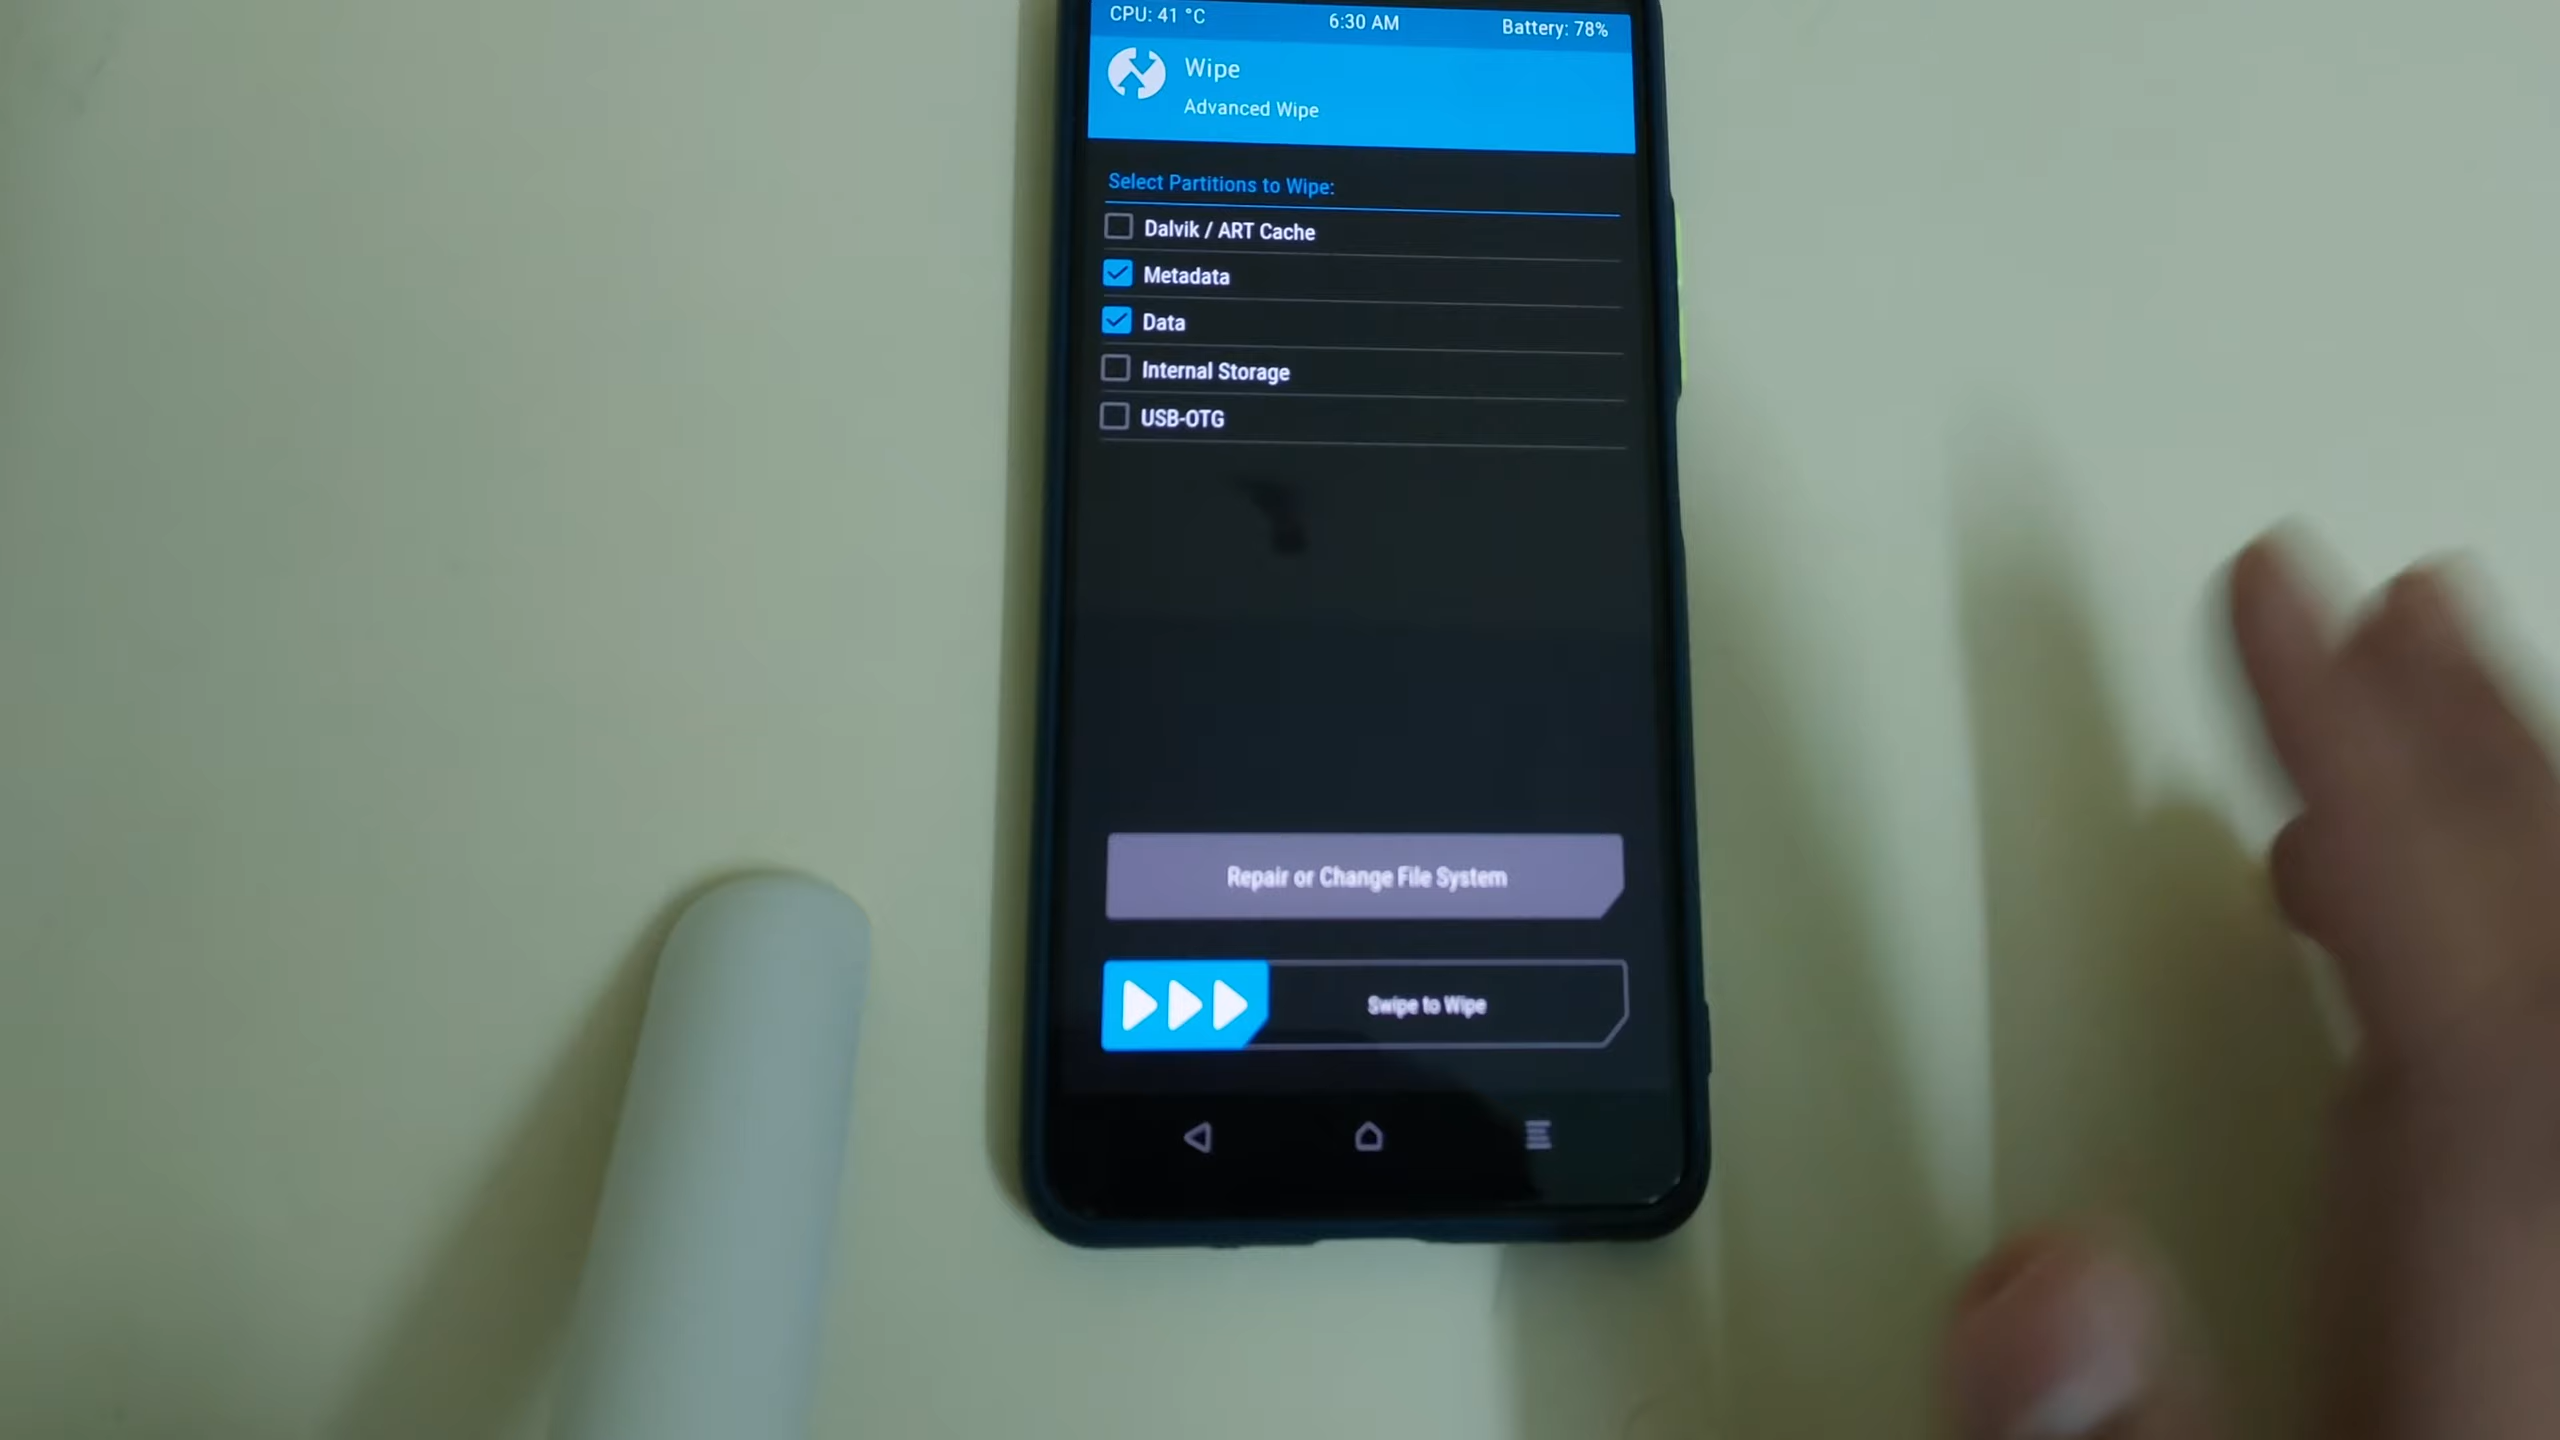 CPU: 41 °C 6:30 AM Battery: 78%
Wipe
Advanced Wipe
Select Partitions to Wipe:
Dalvik / ART Cache
Metadata
Data
Internal Storage
USB-OTG
Repair or Change File System
Swipe to Wipe